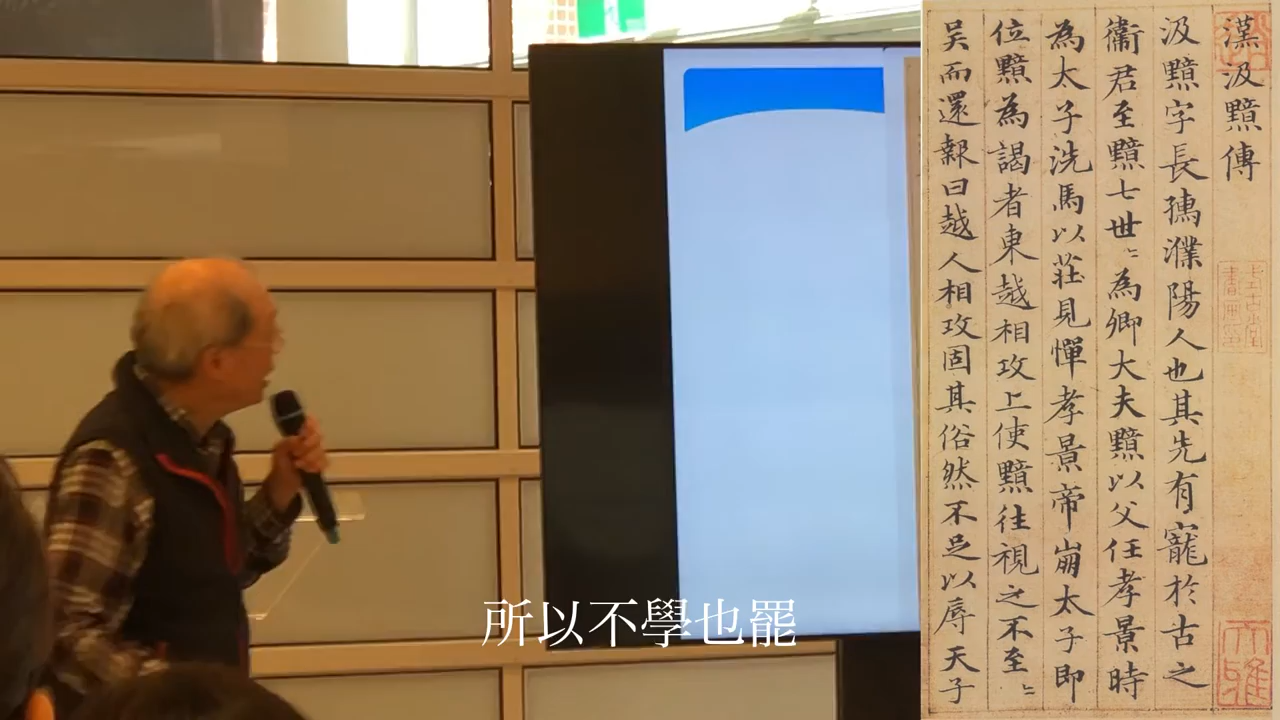 漢汲黯傳
汲黯字長孺濮陽人也其先有寵於古之
衞君至黯七世〻為卿大夫黯以父任孝景時
為太子洗馬以莊見憚孝景帝崩太子即
位黯為謁者東越相攻上使黯往視之不至〻
吴而還報曰越人相攻固其俗然不足以辱天子
所以不學也罷